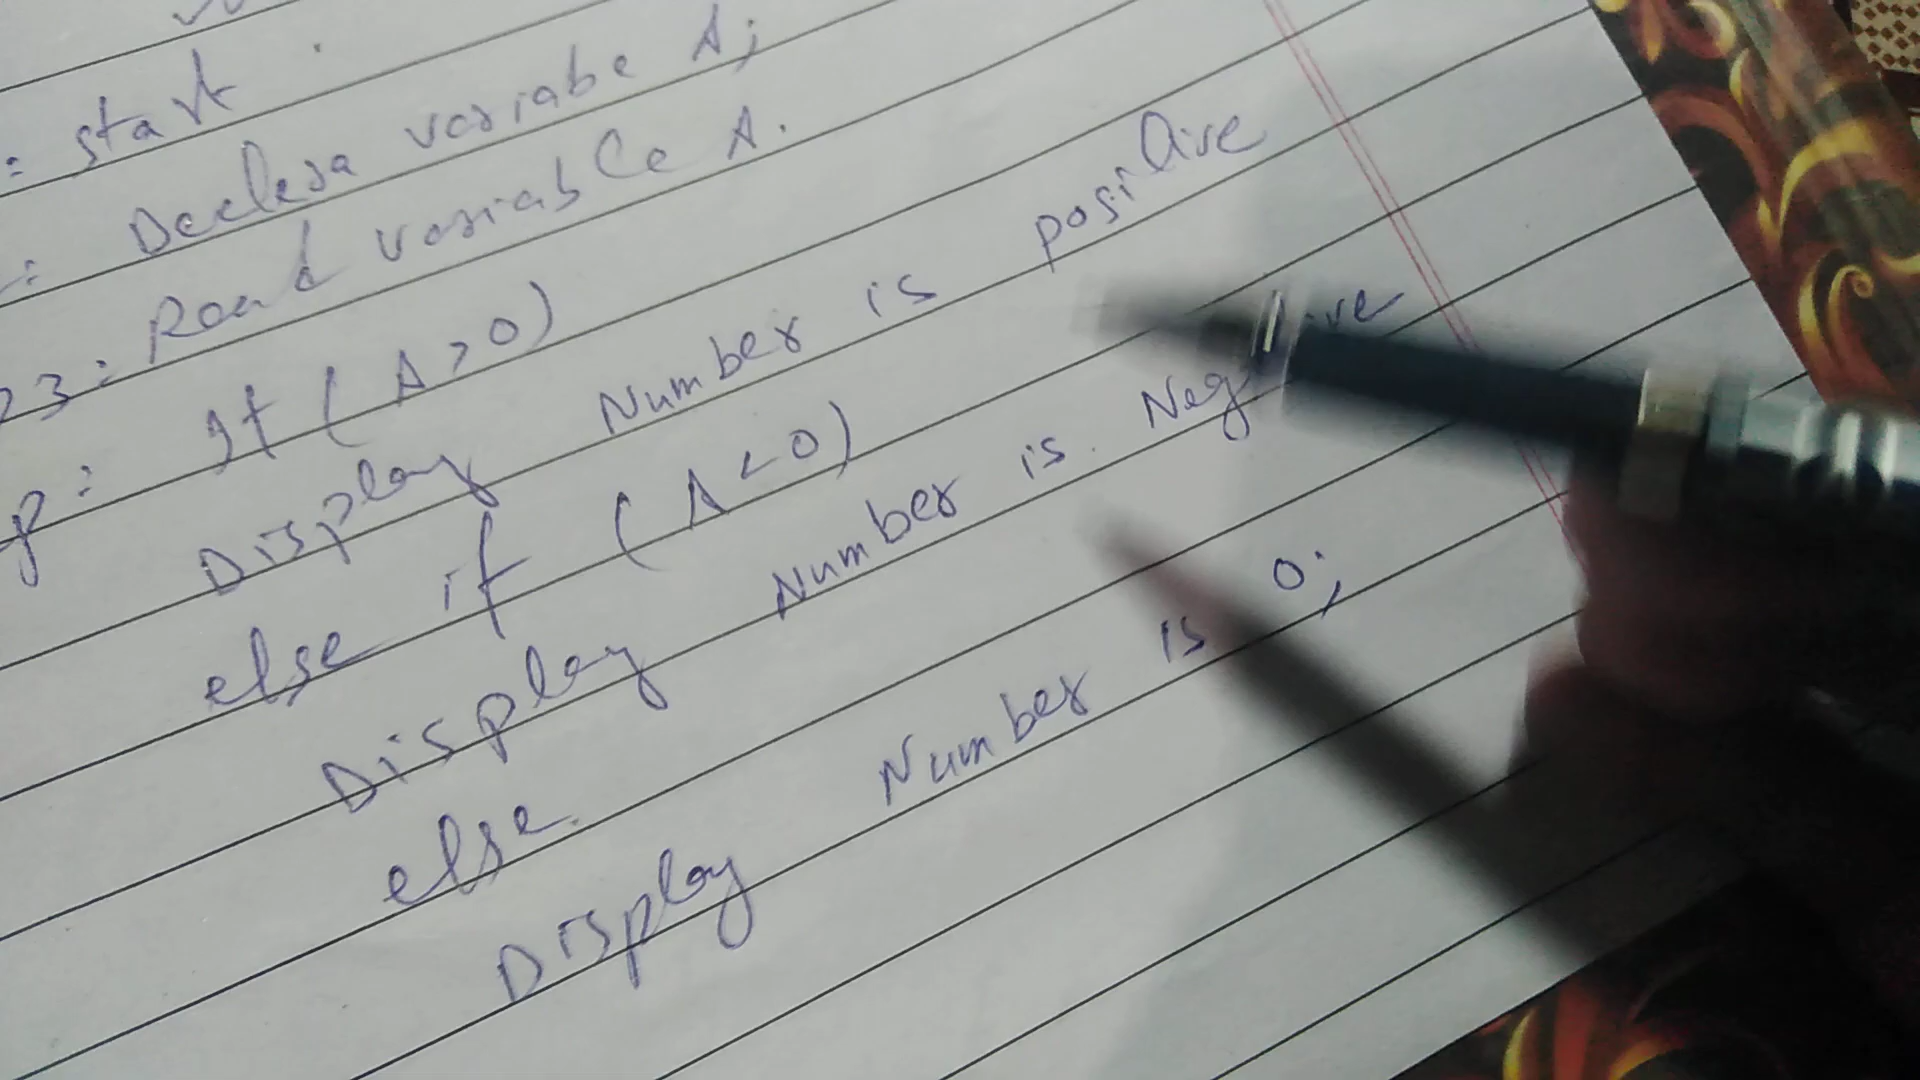 : start
: Declesa variabe A;
23: Read variable A.
p: If (A > 0)
Display Number is positive
else if (A < 0)
Display Number is Negative
else.
Display Number is 0;